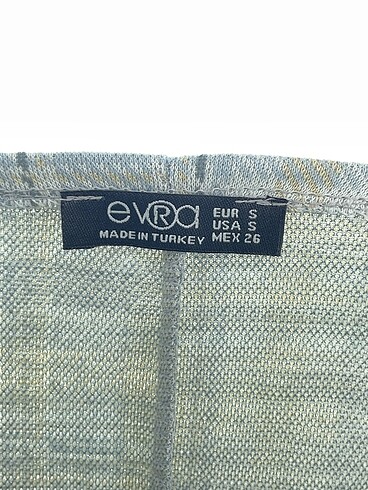 evra
MADE IN TURKEY
EUR S
USA S
MEX 26